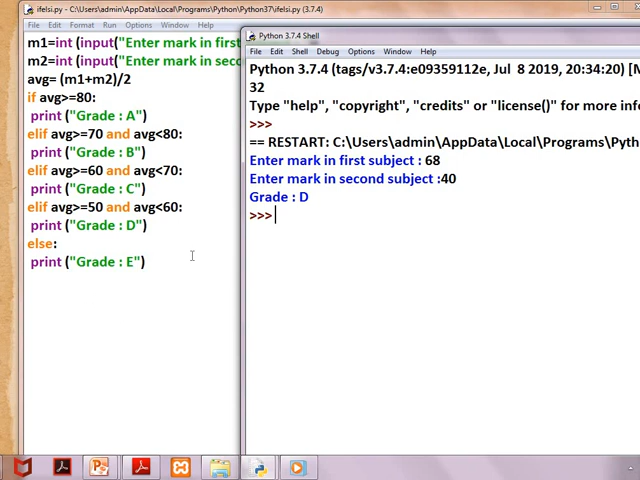 ifelsi.py - C:\Users\admin\AppData\Local\Programs\Python\Python37\ifelsi.py (3.7.4)
File Edit Format Run Options Window Help
m1=int (input("Enter mark in first
m2=int (input("Enter mark in seco
avg= (m1+m2)/2
if avg>=80:
print ("Grade : A")
elif avg>=70 and avg<80:
print ("Grade : B")
elif avg>=60 and avg<70:
print ("Grade : C")
elif avg>=50 and avg<60:
print ("Grade : D")
else:
print ("Grade : E")
Python 3.7.4 Shell
File Edit Shell Debug Options Window Help
Python 3.7.4 (tags/v3.7.4:e09359112e, Jul 8 2019, 20:34:20) [M
32
Type "help", "copyright", "credits" or "license()" for more info
>>>
== RESTART: C:\Users\admin\AppData\Local\Programs\Pyth
Enter mark in first subject : 68
Enter mark in second subject :40
Grade : D
>>>